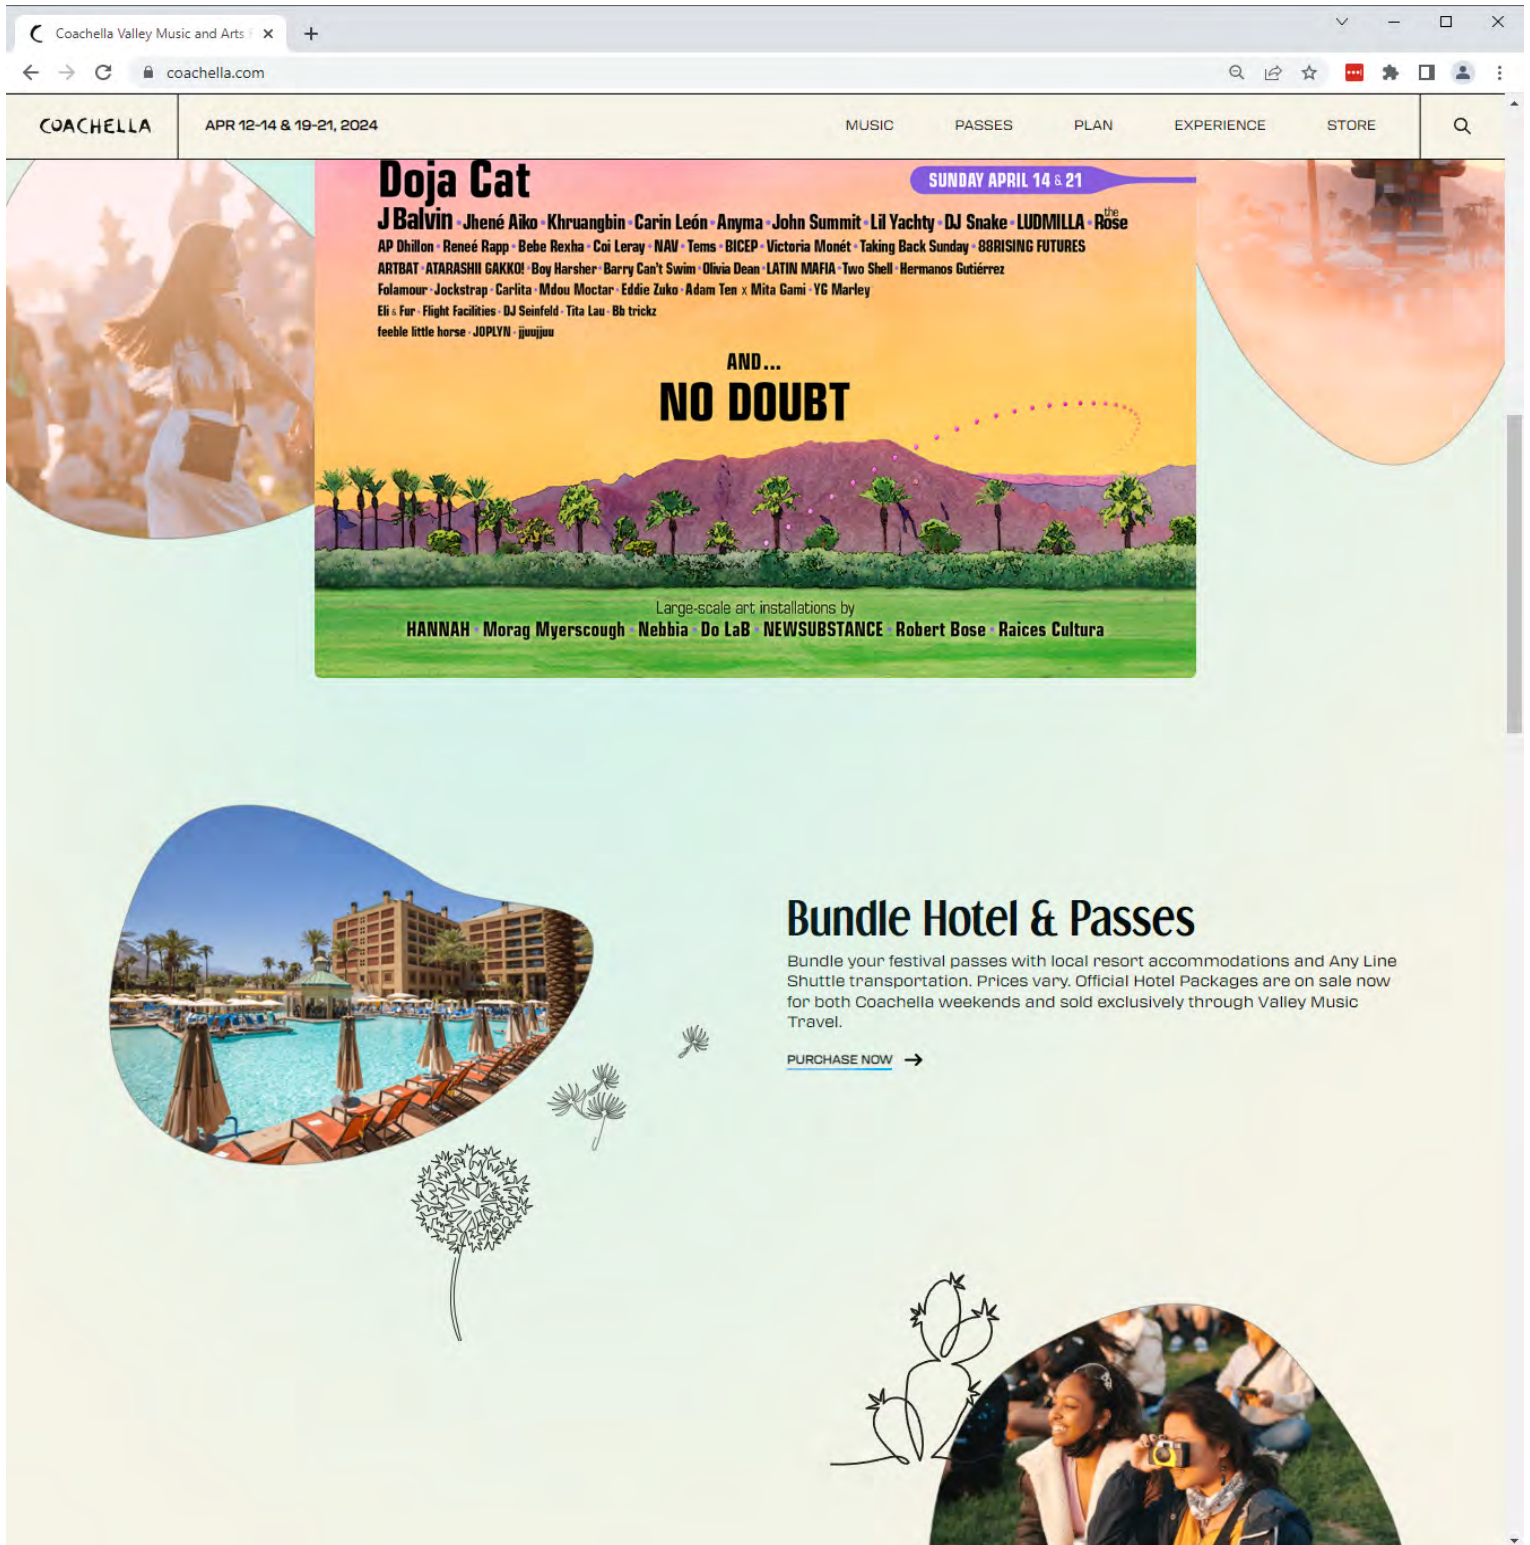 Coachella Valley Music and Arts F
coachella.com
COACHELLA
APR 12-14 & 19-21, 2024
MUSIC PASSES PLAN EXPERIENCE STORE
Doja Cat
SUNDAY APRIL 14 & 21
J Balvin • Jhené Aiko • Khruangbin • Carin León • Anyma • John Summit • Lil Yachty • DJ Snake • LUDMILLA • the Rose
AP Dhillon • Reneé Rapp • Bebe Rexha • Coi Leray • NAV • Tems • BICEP • Victoria Monét • Taking Back Sunday • 88RISING FUTURES
ARTBAT • ATARASHII GAKKO! • Boy Harsher • Barry Can't Swim • Olivia Dean • LATIN MAFIA • Two Shell • Hermanos Gutiérrez
Folamour • Jockstrap • Carlita • Mdou Moctar • Eddie Zuko • Adam Ten x Mita Gami • YG Marley
Eli & Fur • Flight Facilities • DJ Seinfeld • Tita Lau • Bb trickz
feeble little horse • JOPLYN • jjuujjuu
AND...
NO DOUBT
Large-scale art installations by
HANNAH • Morag Myerscough • Nebbia • Do LaB • NEWSUBSTANCE • Robert Bose • Raices Cultura
Bundle Hotel & Passes
Bundle your festival passes with local resort accommodations and Any Line
Shuttle transportation. Prices vary. Official Hotel Packages are on sale now
for both Coachella weekends and sold exclusively through Valley Music
Travel.
PURCHASE NOW →